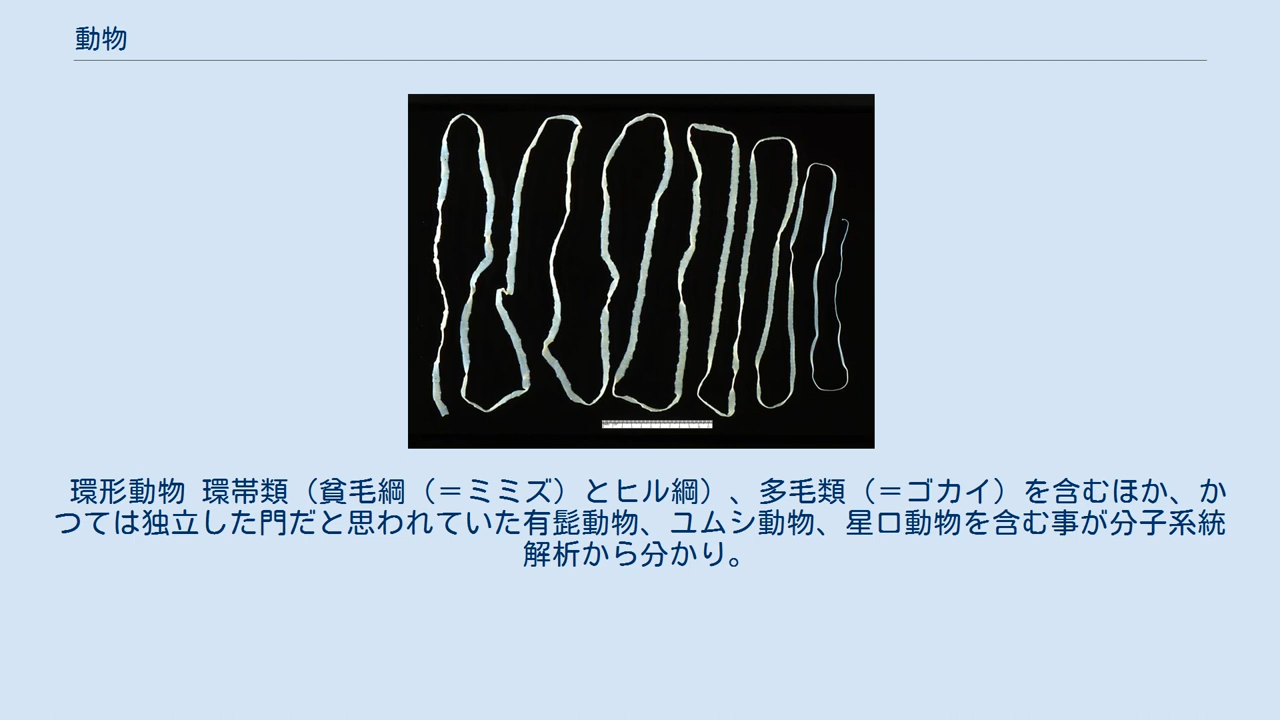 動物
環形動物 環帯類（貧毛綱（＝ミミズ）とヒル綱）、多毛類（＝ゴカイ）を含むほか、か
つては独立した門だと思われていた有髭動物、ユムシ動物、星口動物を含む事が分子系統
解析から分かり。